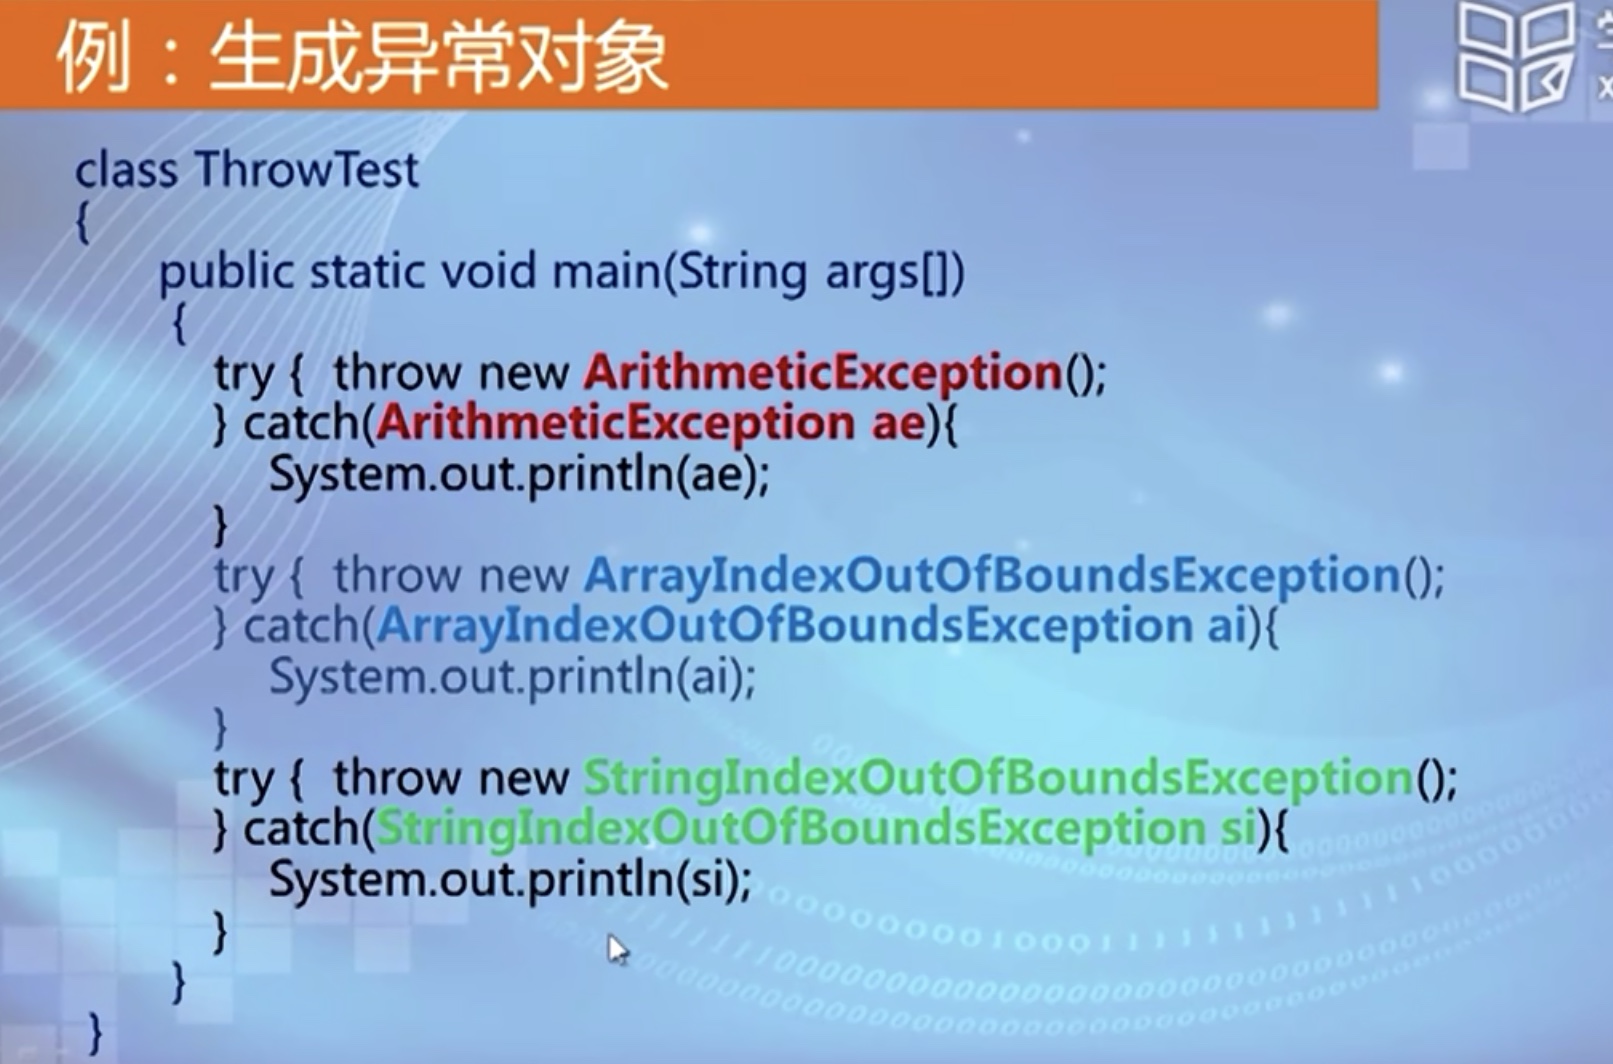 例：生成异常对象
class ThrowTest
{
public static void main(String args[])
{
try { throw new ArithmeticException();
} catch(ArithmeticException ae){
System.out.println(ae);
}
try { throw new ArrayIndexOutOfBoundsException();
} catch(ArrayIndexOutOfBoundsException ai){
System.out.println(ai);
}
try { throw new StringIndexOutOfBoundsException();
} catch(StringIndexOutOfBoundsException si){
System.out.println(si);
}
}
}